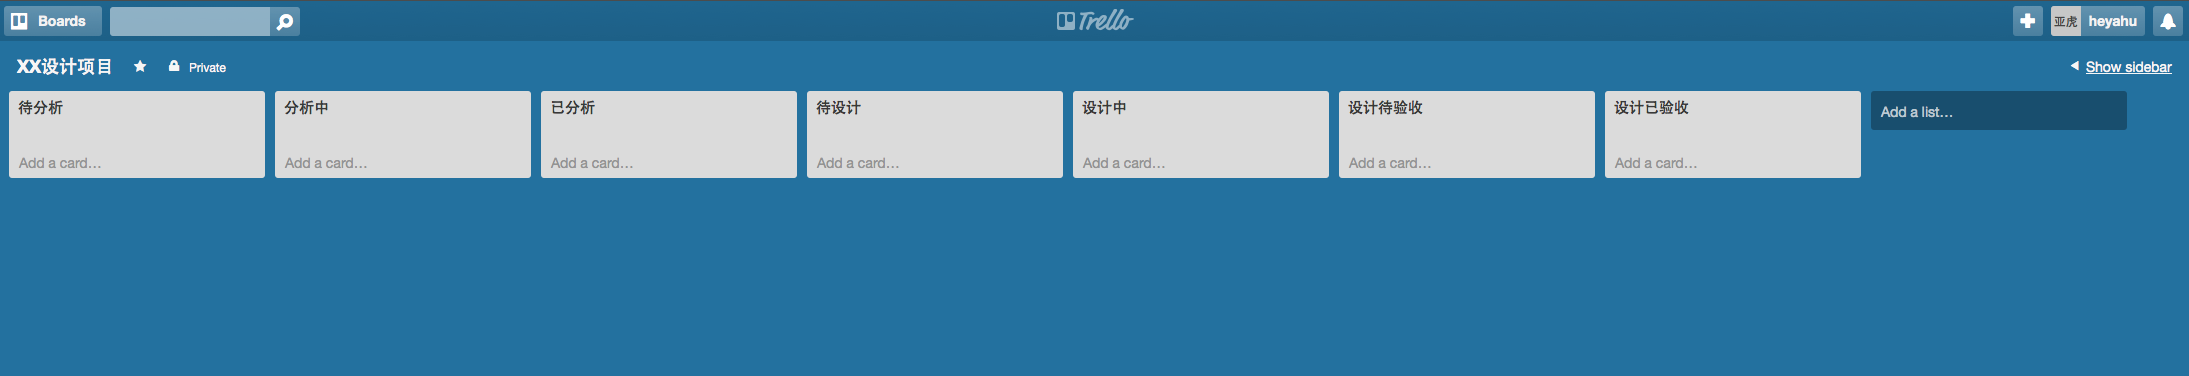 Boards Trello 亚虎 heyahu
XX设计项目 Private Show sidebar
待分析 分析中 已分析 待设计 设计中 设计待验收 设计已验收 Add a list...
Add a card... Add a card... Add a card... Add a card... Add a card... Add a card... Add a card...